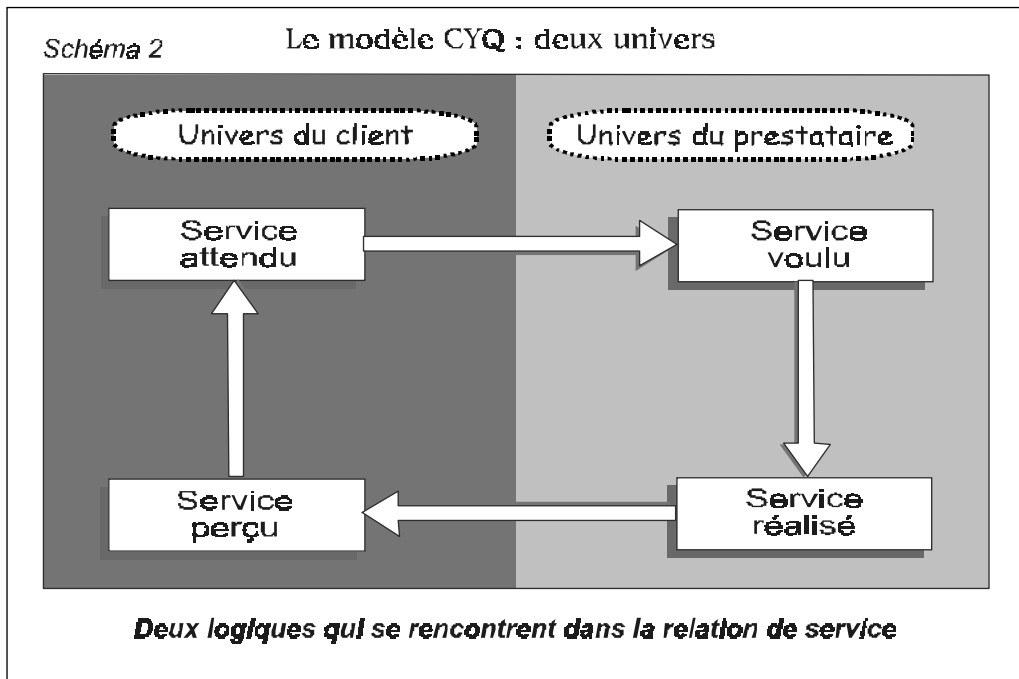 Schéma 2
Le modèle CYQ : deux univers
Univers du client
Univers du prestataire
Service
attendu
Service
voulu
Service
perçu
Service
réalisé
Deux logiques qui se rencontrent dans la relation de service